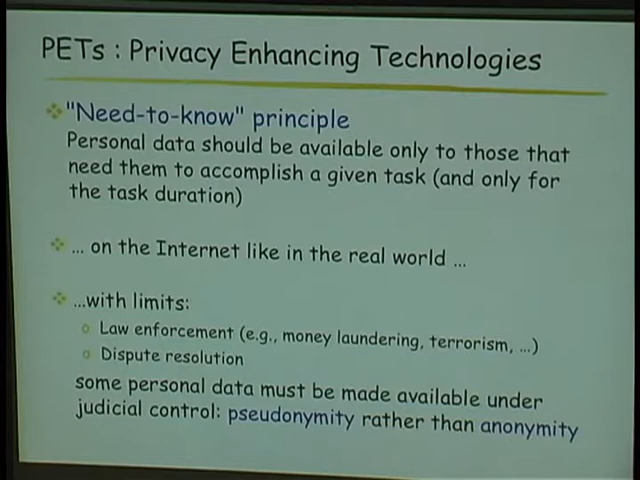 PETs : Privacy Enhancing Technologies
"Need-to-know" principle
Personal data should be available only to those that
need them to accomplish a given task (and only for
the task duration)
... on the Internet like in the real world ...
...with limits:
Law enforcement (e.g., money laundering, terrorism, ...)
Dispute resolution
some personal data must be made available under
judicial control: pseudonymity rather than anonymity